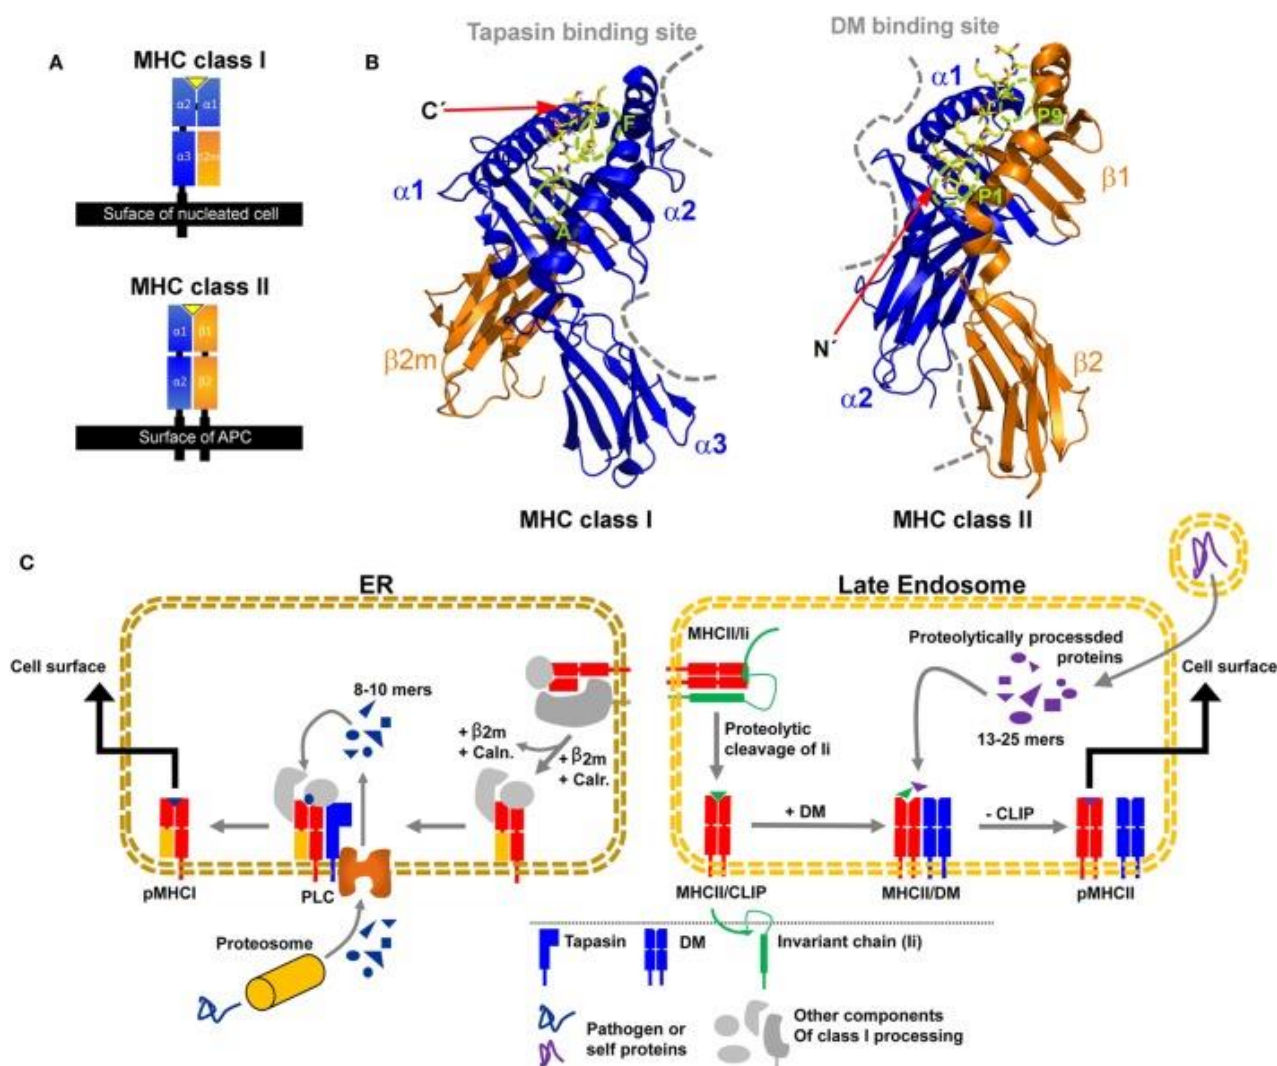 A
MHC class I
α2 α1
α3 β2m
Suface of nucleated cell
MHC class II
α1 β1
α2 β2
Surface of APC
B
Tapasin binding site
C´
F
α1
α2
A
β2m
α3
MHC class I
DM binding site
α1
P9
β1
P1
N´
α2
β2
MHC class II
C
ER
Cell surface
8-10 mers
+ β2m
+ Caln.
+ β2m
+ Calr.
pMHCI
PLC
Proteosome
Late Endosome
MHCII/Ii
Proteolytic
cleavage of Ii
Proteolytically processded
proteins
13-25 mers
Cell surface
+ DM
- CLIP
MHCII/CLIP
MHCII/DM
pMHCII
Tapasin
DM
Invariant chain (Ii)
Pathogen or
self proteins
Other components
Of class I processing